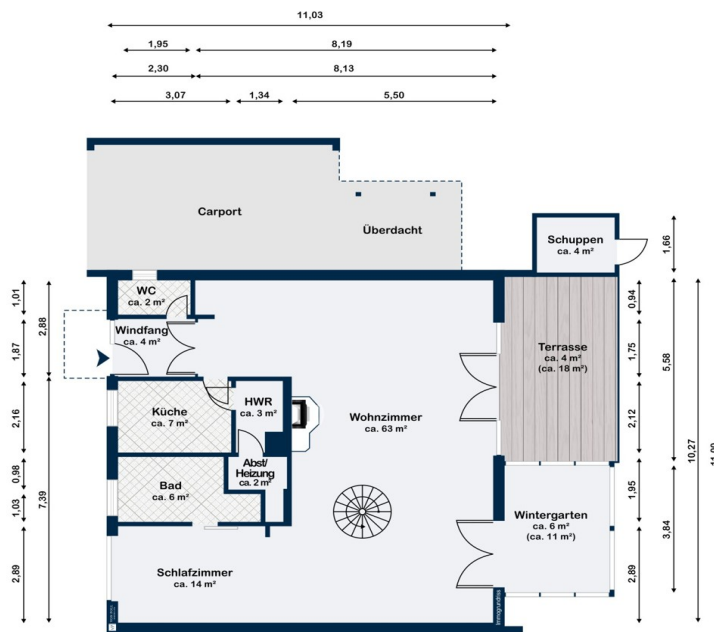 11,03
1,95
8,19
2,30
8,13
3,07
1,34
5,50
Carport
Überdacht
Schuppen
ca. 4 m²
1,66
WC
ca. 2 m²
Windfang
ca. 4 m²
Küche
ca. 7 m²
HWR
ca. 3 m²
Abst/
Heizung
ca. 2 m²
Bad
ca. 6 m²
Schlafzimmer
ca. 14 m²
Wohnzimmer
ca. 63 m²
Terrasse
ca. 4 m²
(ca. 18 m²)
Wintergarten
ca. 6 m²
(ca. 11 m²)
1,01
1,87
2,16
0,98
1,03
2,89
2,88
7,39
0,94
1,75
2,12
1,95
2,89
5,58
3,84
10,27
11,00
Immogrundriss